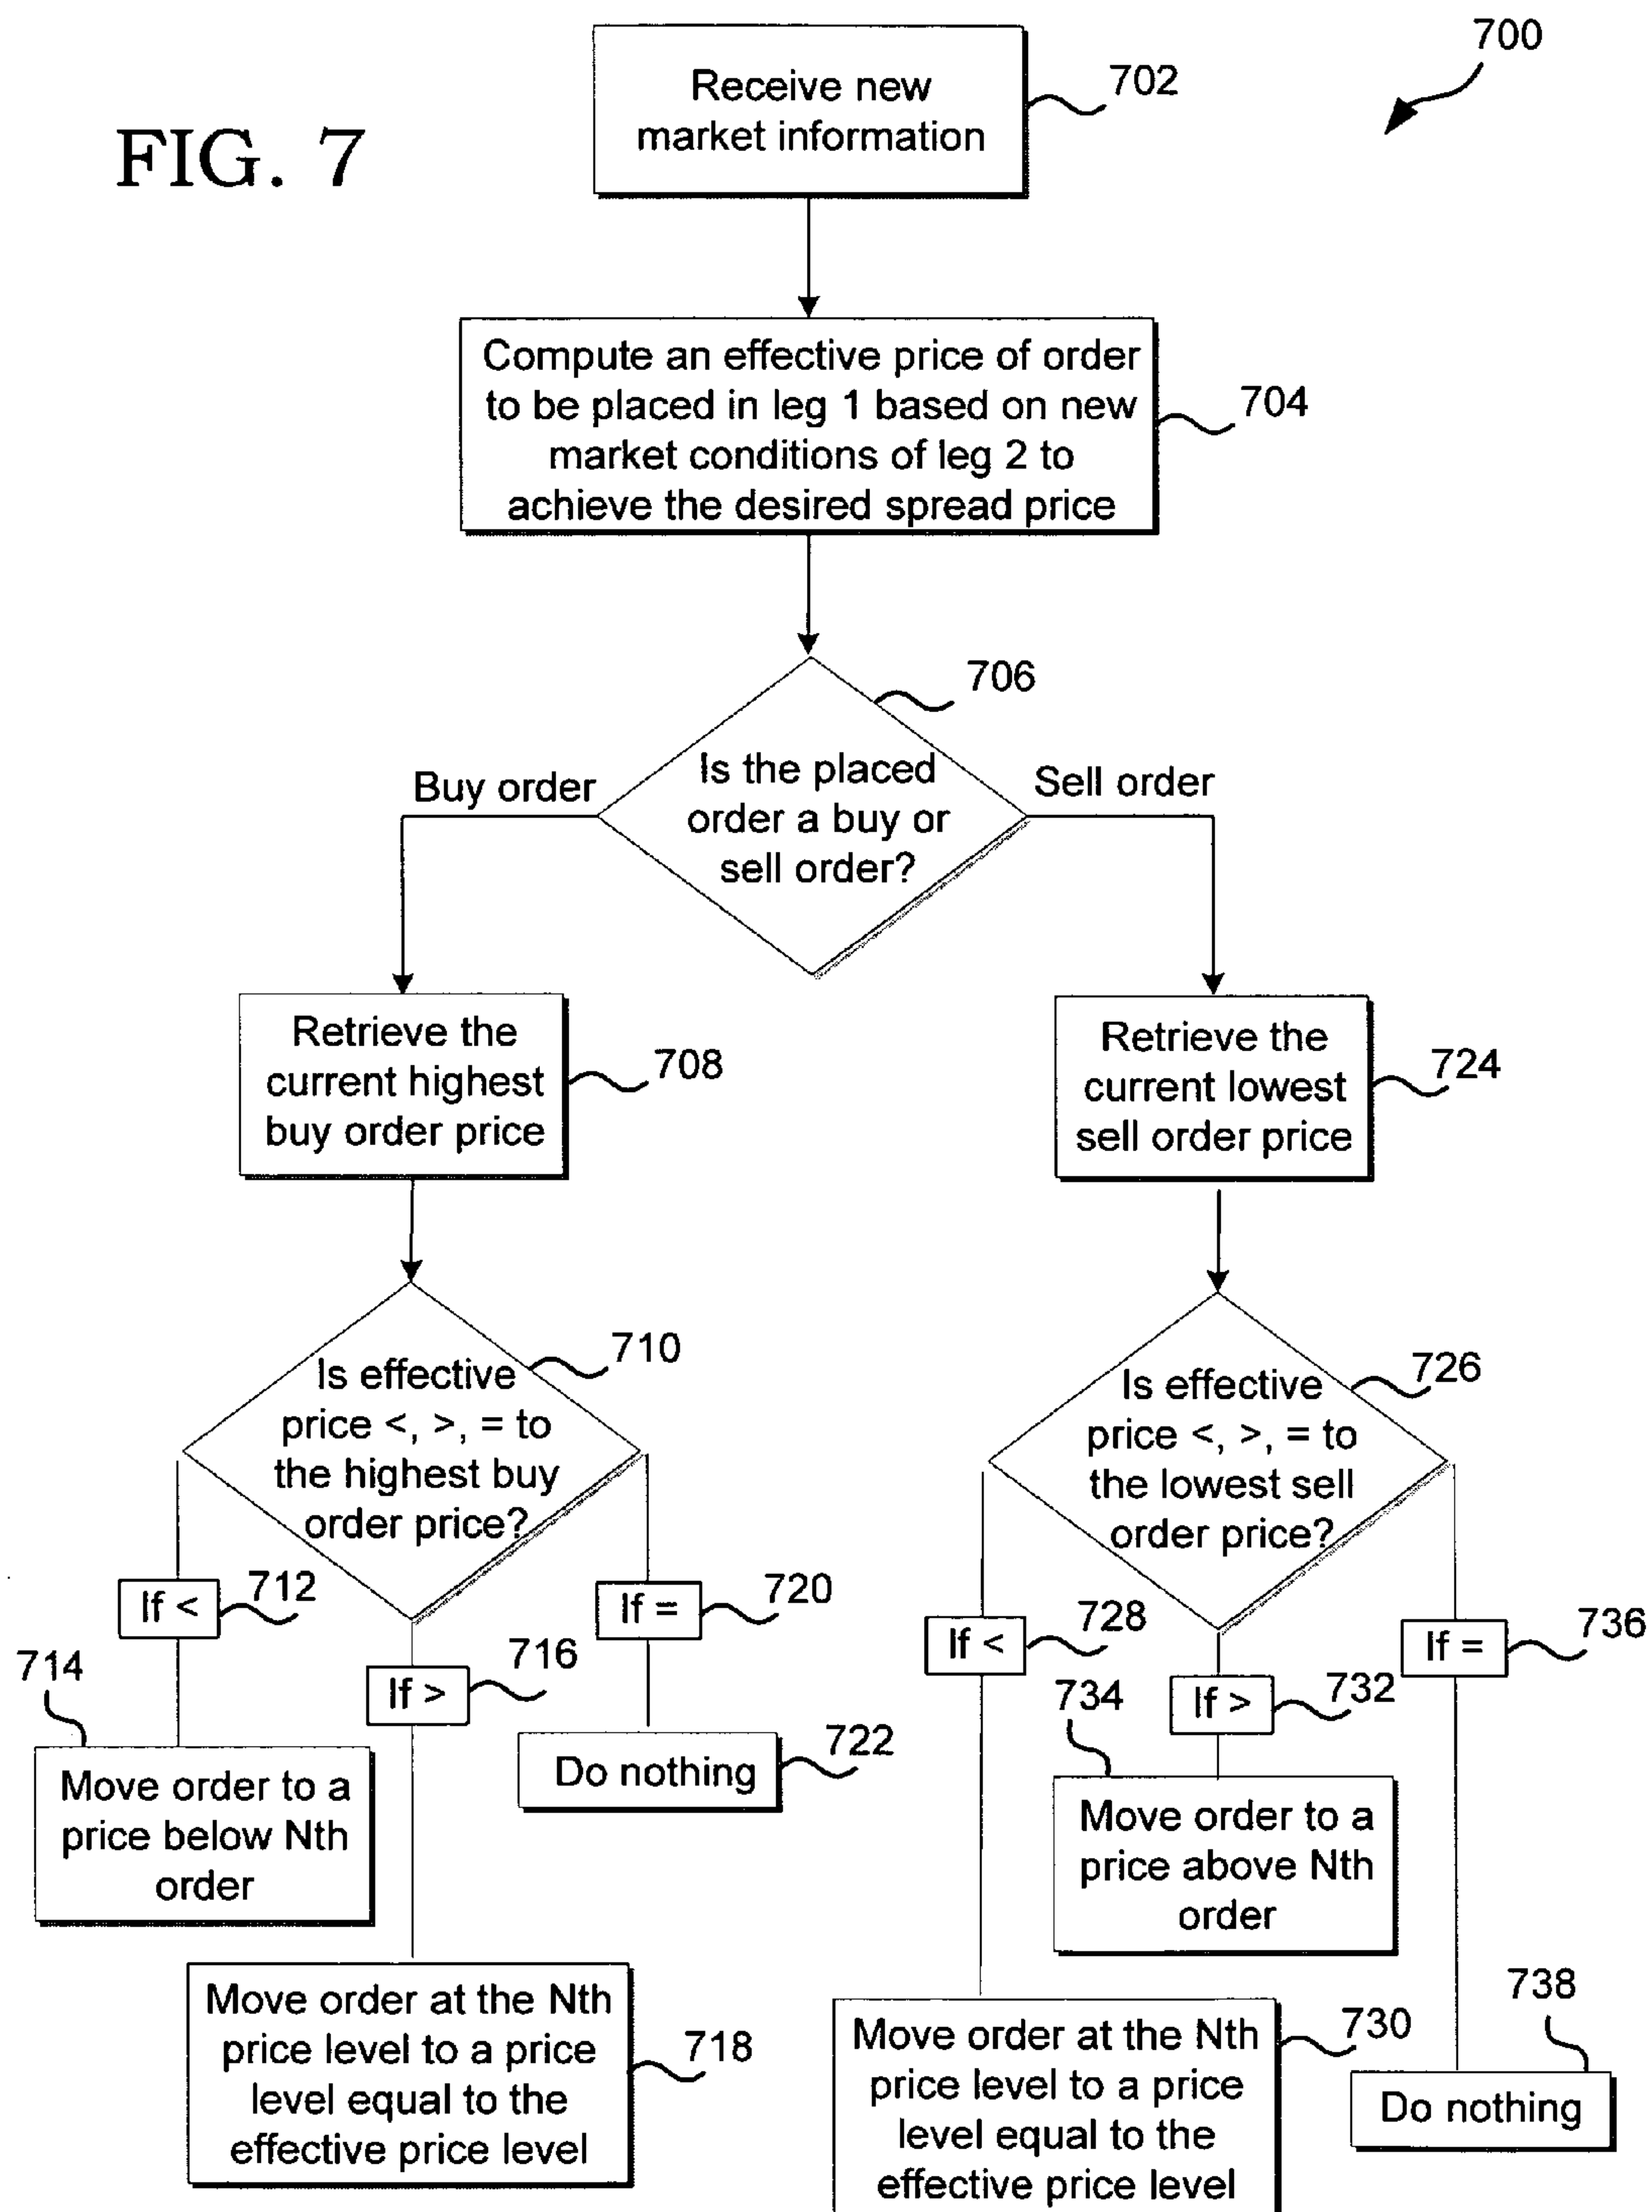 FIG. 7
700
Receive new
market information
702
Compute an effective price of order
to be placed in leg 1 based on new
market conditions of leg 2 to
achieve the desired spread price
704
706
Is the placed
order a buy or
sell order?
Buy order
Sell order
Retrieve the
current highest
buy order price
708
Retrieve the
current lowest
sell order price
724
Is effective
price <, >, = to
the highest buy
order price?
710
Is effective
price <, >, = to
the lowest sell
order price?
726
If <
712
If >
716
If =
720
If <
728
If >
732
If =
736
714
Move order to a
price below Nth
order
Do nothing
722
734
Move order to a
price above Nth
order
Move order at the Nth
price level to a price
level equal to the
effective price level
718
Move order at the Nth
price level to a price
level equal to the
effective price level
730
738
Do nothing